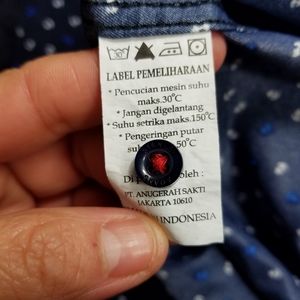 LABEL PEMELIHARAAN
* Pencucian mesin suhu
maks.30°C
* Jangan digelantang
* Suhu setrika maks.150°C
* Pengeringan putar
50°C
oleh :
PT. ANUGERAH SAKTI
JAKARTA 10610
INDONESIA